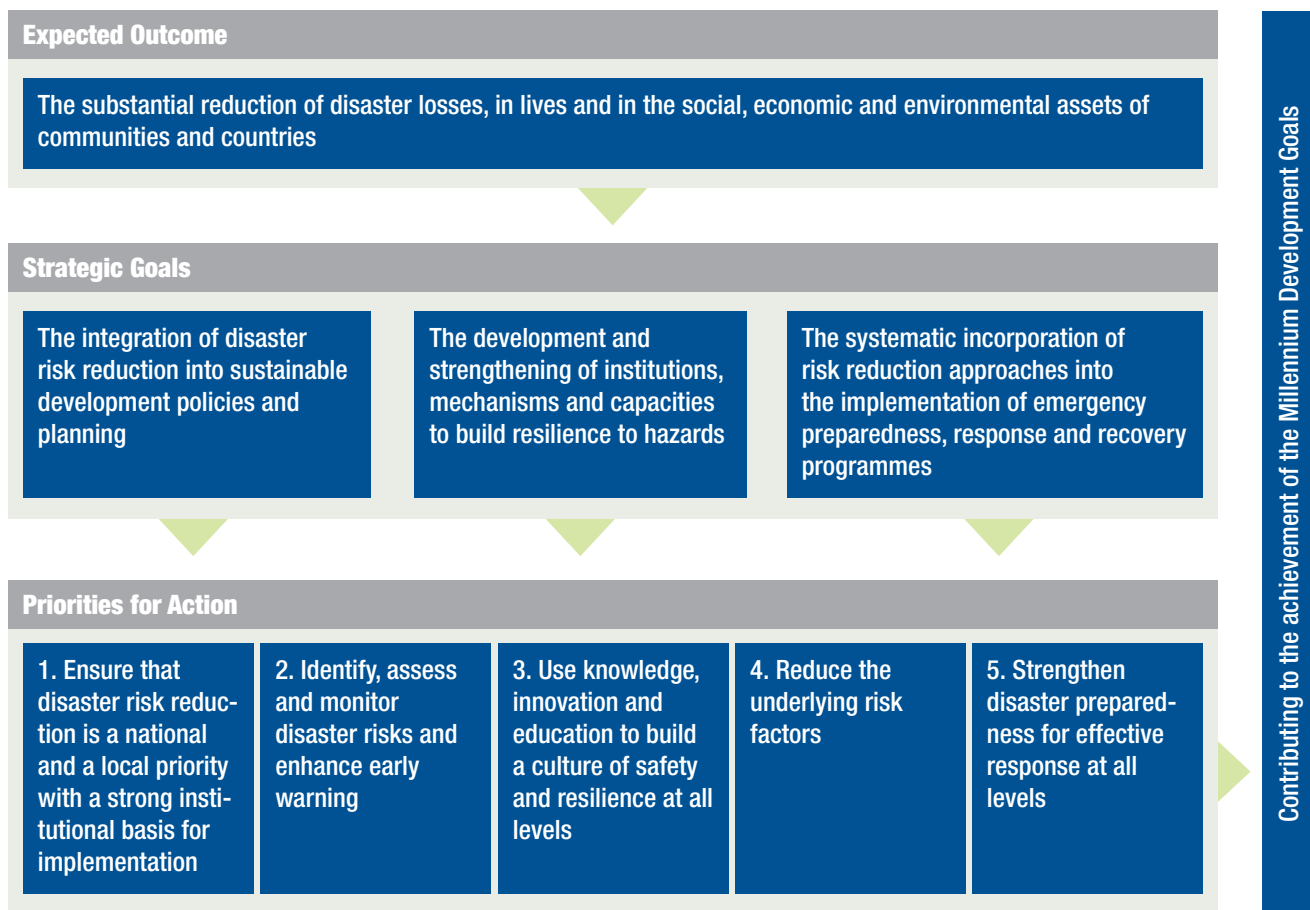 Expected Outcome
The substantial reduction of disaster losses, in lives and in the social, economic and environmental assets of
communities and countries
Strategic Goals
The integration of disaster
risk reduction into sustainable
development policies and
planning
The development and
strengthening of institutions,
mechanisms and capacities
to build resilience to hazards
The systematic incorporation of
risk reduction approaches into
the implementation of emergency
preparedness, response and recovery
programmes
Priorities for Action
1. Ensure that
disaster risk reduc-
tion is a national
and a local priority
with a strong insti-
tutional basis for
implementation
2. Identify, assess
and monitor
disaster risks and
enhance early
warning
3. Use knowledge,
innovation and
education to build
a culture of safety
and resilience at all
levels
4. Reduce the
underlying risk
factors
5. Strengthen
disaster prepared-
ness for effective
response at all
levels
Contributing to the achievement of the Millennium Development Goals